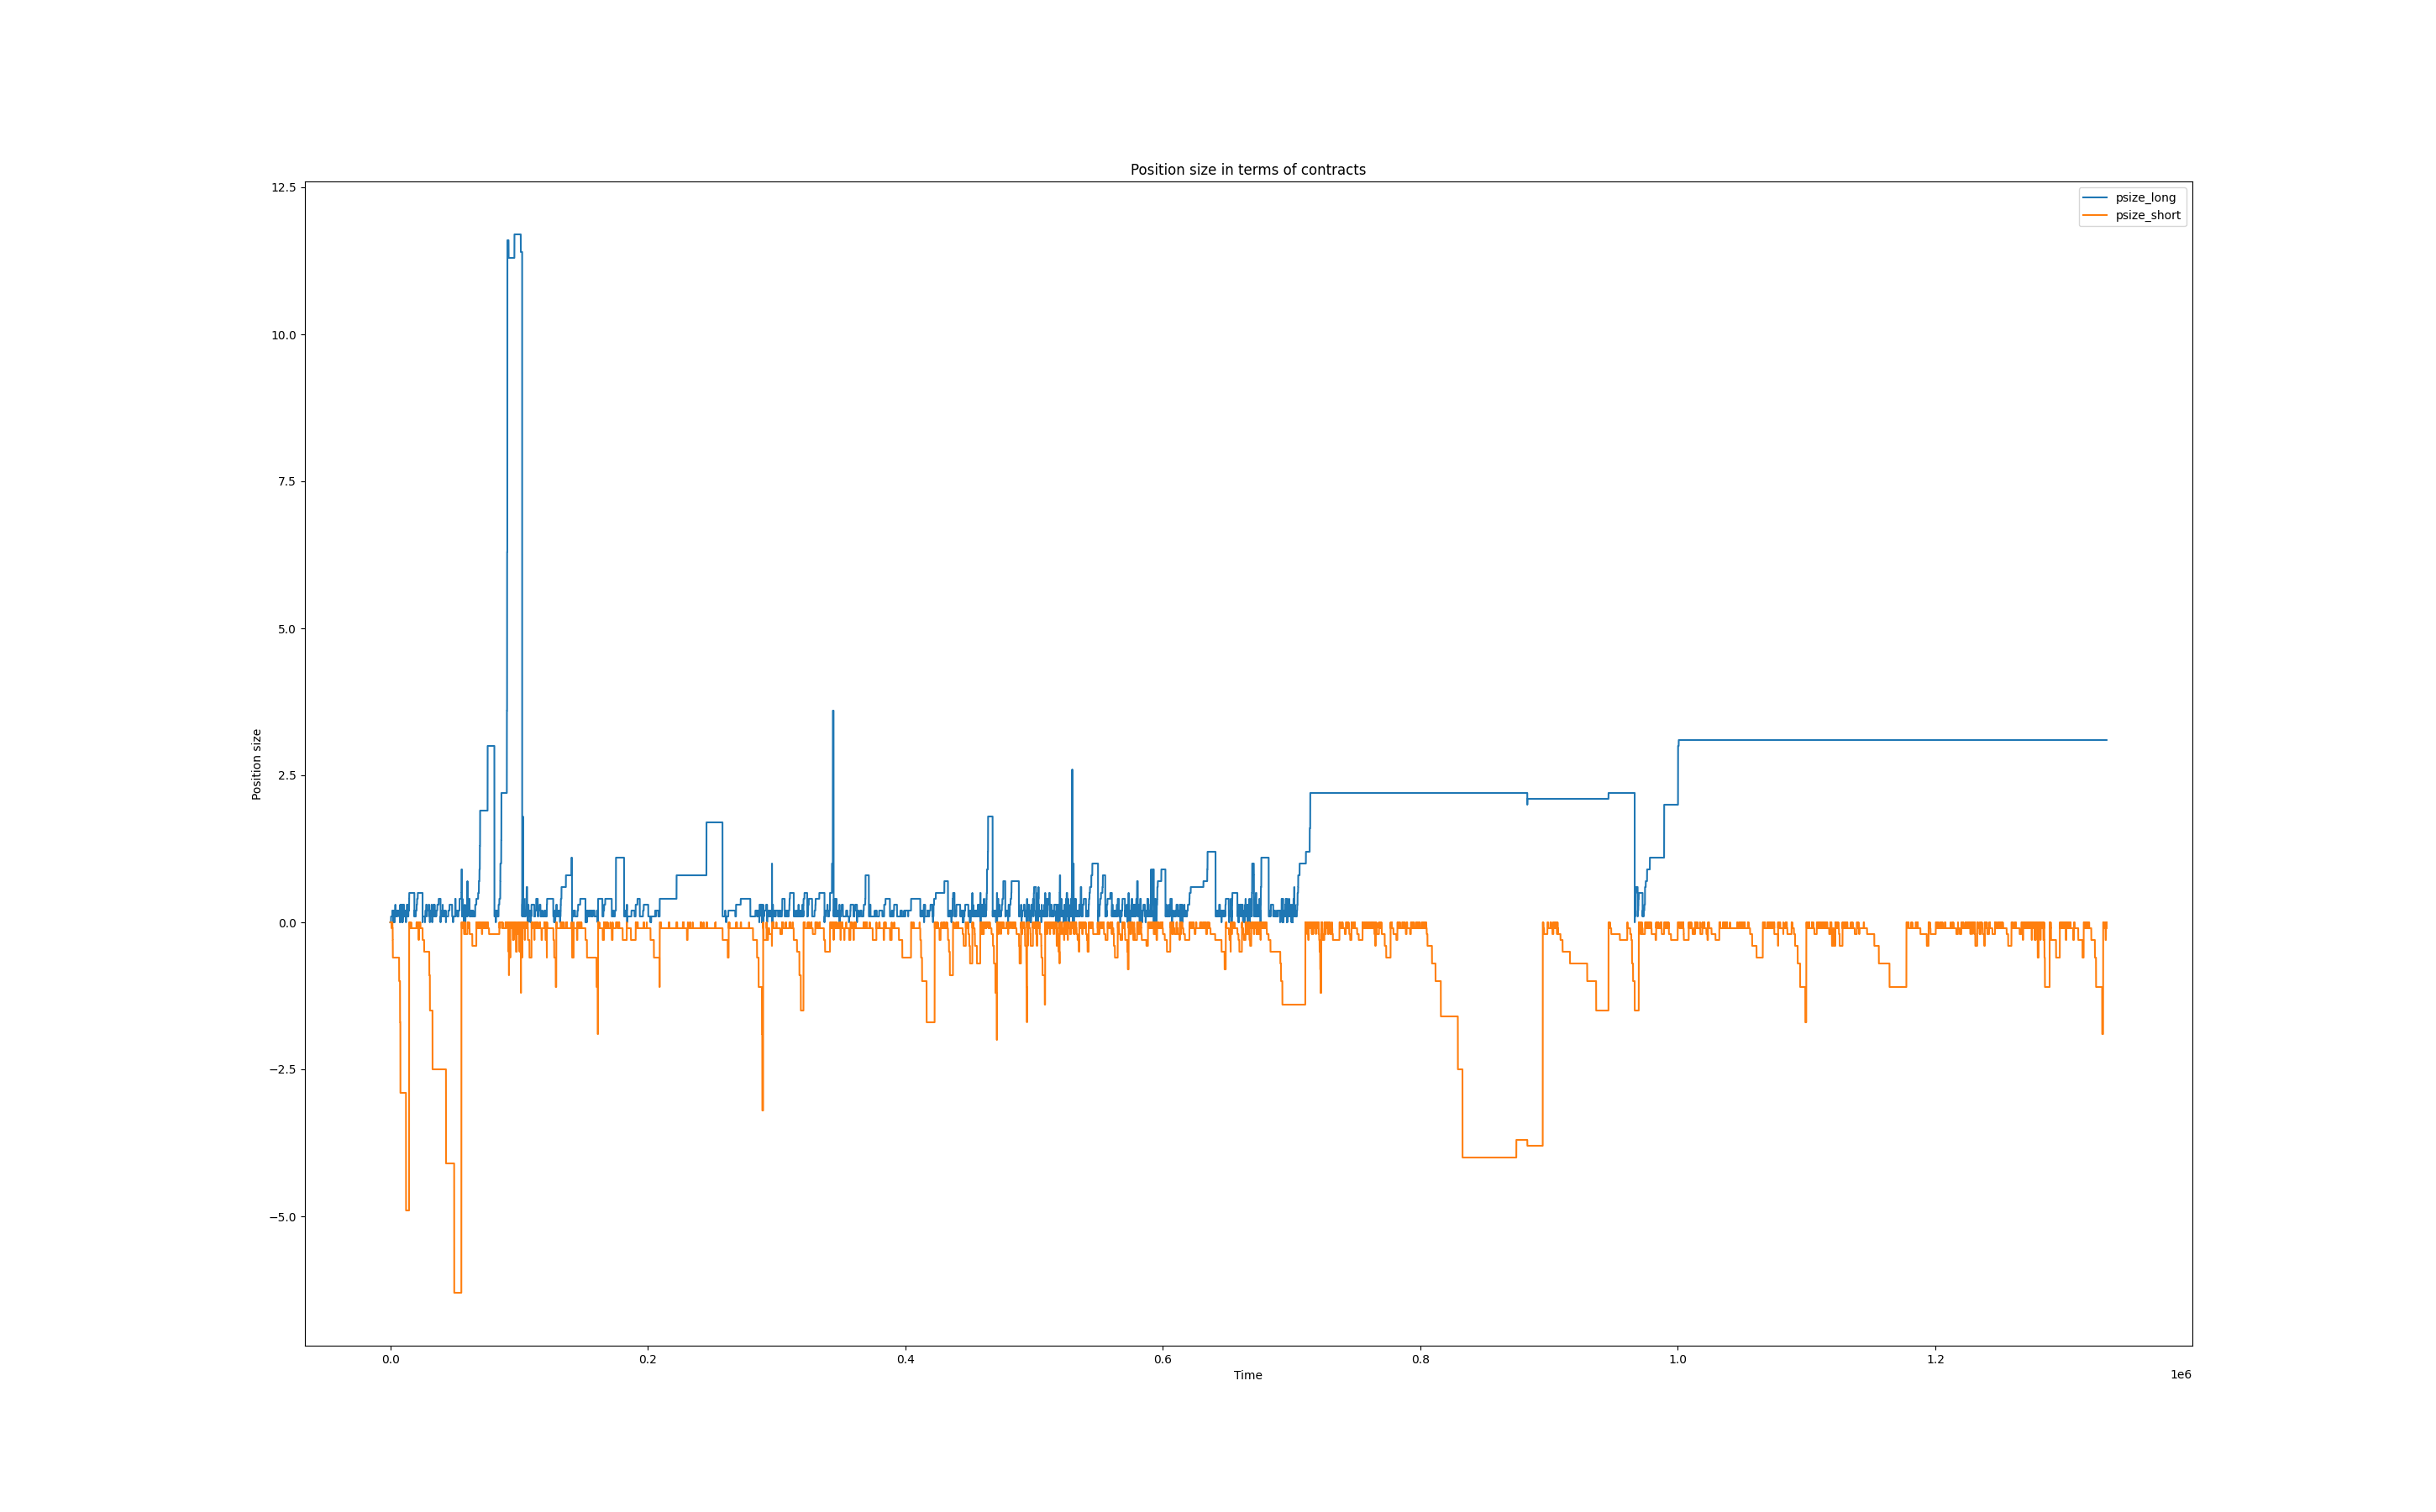 Position size in terms of contracts
12.5
10.0
7.5
5.0
2.5
0.0
−2.5
−5.0
Position size
psize_long
psize_short
0.0 0.2 0.4 0.6 0.8 1.0 1.2
Time
1e6